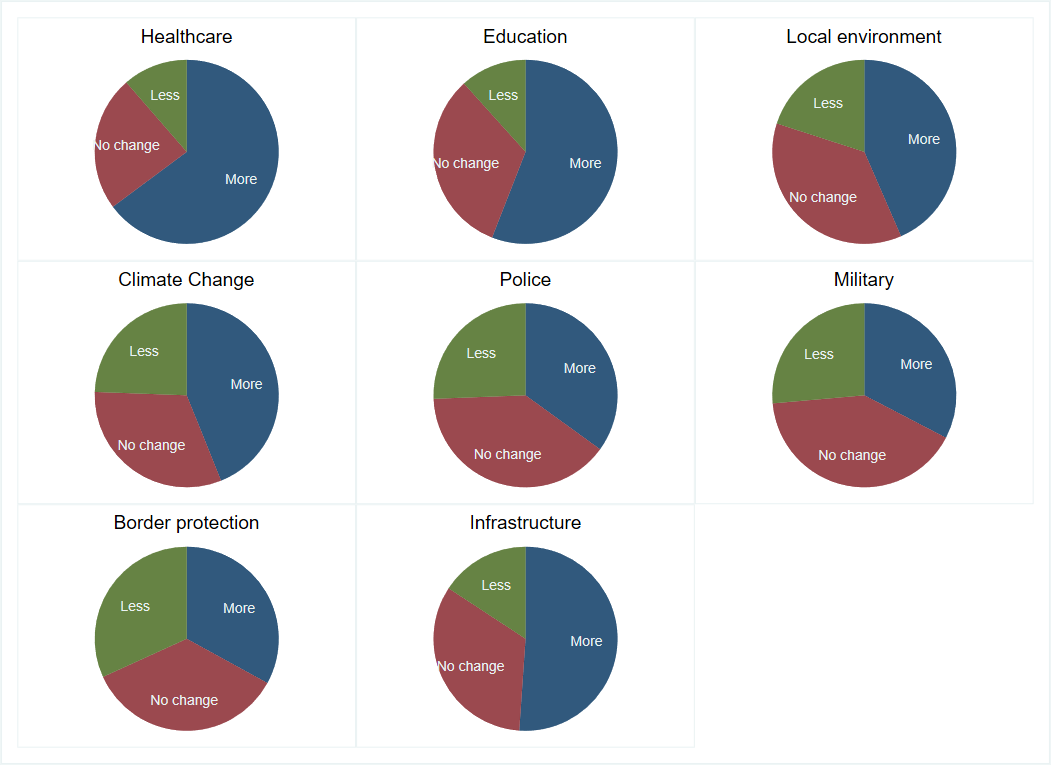 Healthcare
Less
No change
More
Education
Less
No change
More
Local environment
Less
More
No change
Climate Change
Less
More
No change
Police
Less
More
No change
Military
Less
More
No change
Border protection
Less
More
No change
Infrastructure
Less
More
No change